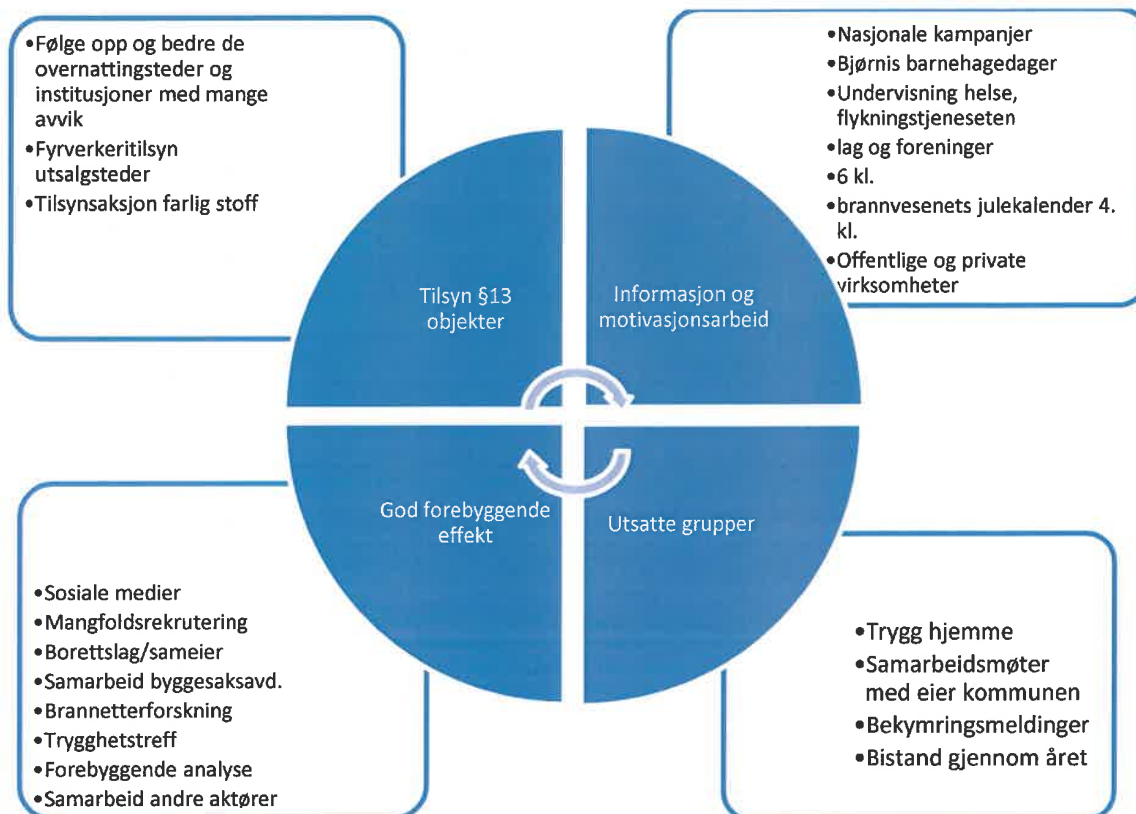 •Følge opp og bedre de
overnattingsteder og
institusjoner med mange
avvik
•Fyrverkeritilsyn
utsalgsteder
•Tilsynsaksjon farlig stoff
•Nasjonale kampanjer
•Bjørnis barnehagedager
•Undervisning helse,
flykningstjeneseten
•lag og foreninger
•6 kl.
•brannvesenets julekalender 4.
kl.
•Offentlige og private
virksomheter
Tilsyn §13
objekter
Informasjon og
motivasjonsarbeid
God forebyggende
effekt
Utsatte grupper
•Sosiale medier
•Mangfoldsrekrutering
•Borettslag/sameier
•Samarbeid byggesaksavd.
•Brannetterforskning
•Trygghetstreff
•Forebyggende analyse
•Samarbeid andre aktører
•Trygg hjemme
•Samarbeidsmøter
med eier kommunen
•Bekymringsmeldinger
•Bistand gjennom året